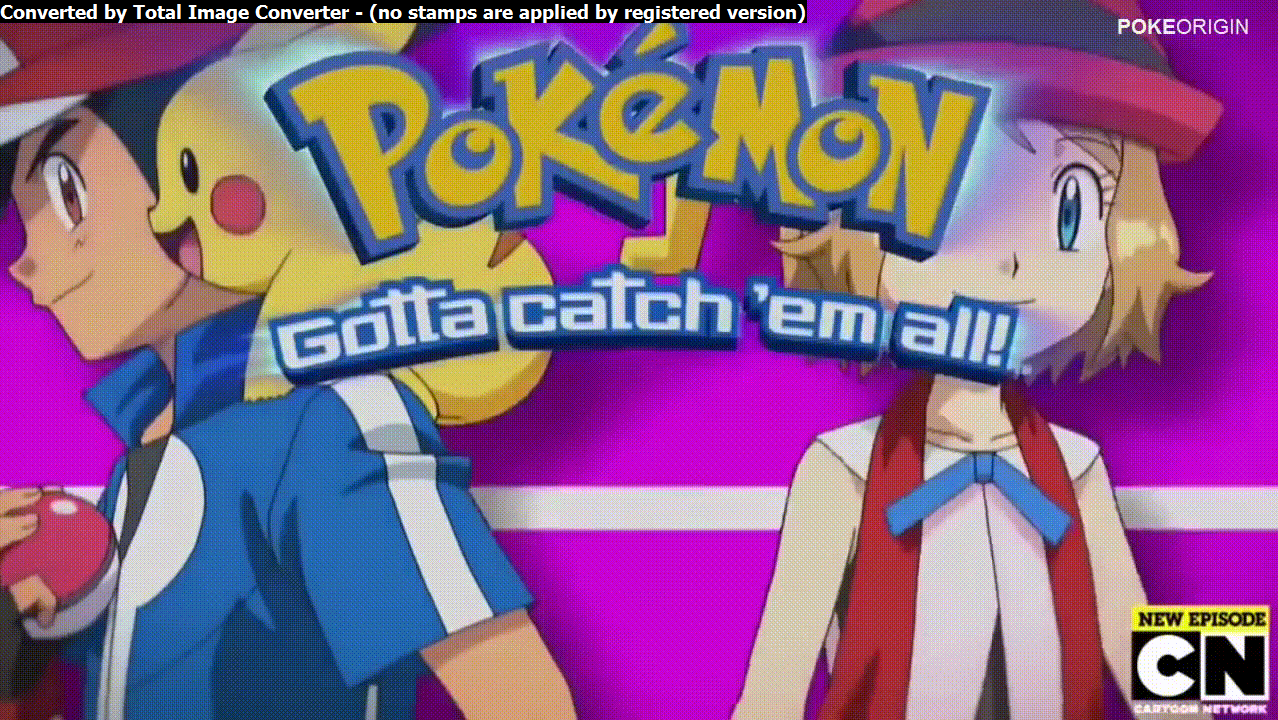 Converted by Total Image Converter - (no stamps are applied by registered version)
POKEORIGIN
POKéMON
Gotta catch 'em all!
NEW EPISODE
CN
CARTOON NETWORK